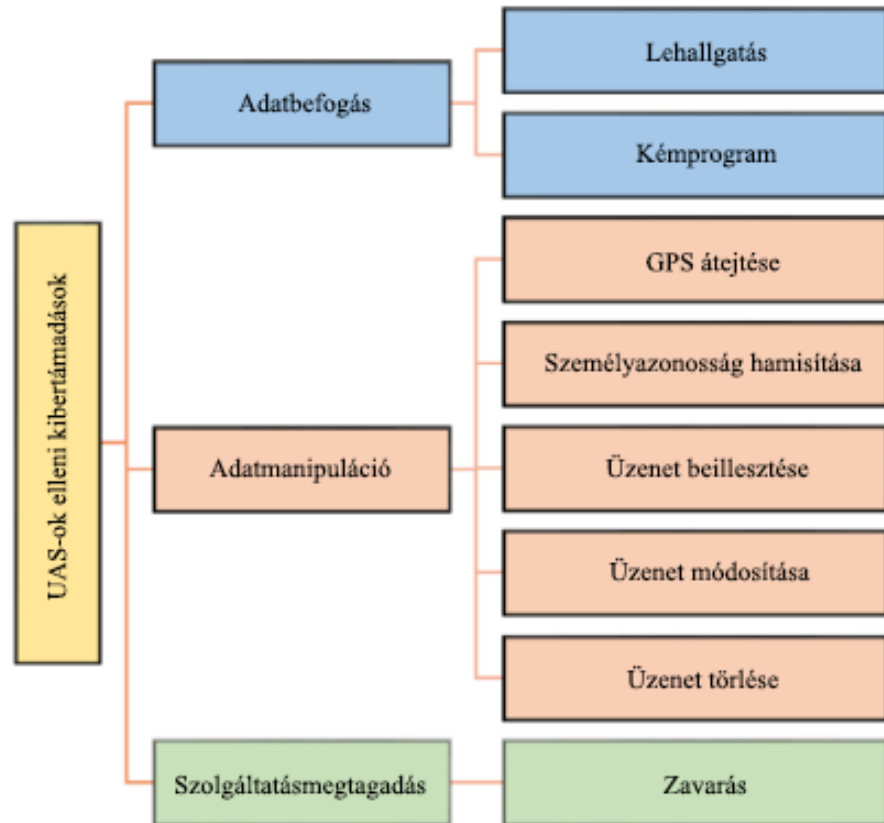 UAS-ok elleni kibertámadások
Adatbefogás
Lehallgatás
Kémprogram
Adatmanipuláció
GPS átejtése
Személyazonosság hamisítása
Üzenet beillesztése
Üzenet módosítása
Üzenet törlése
Szolgáltatásmegtagadás
Zavarás